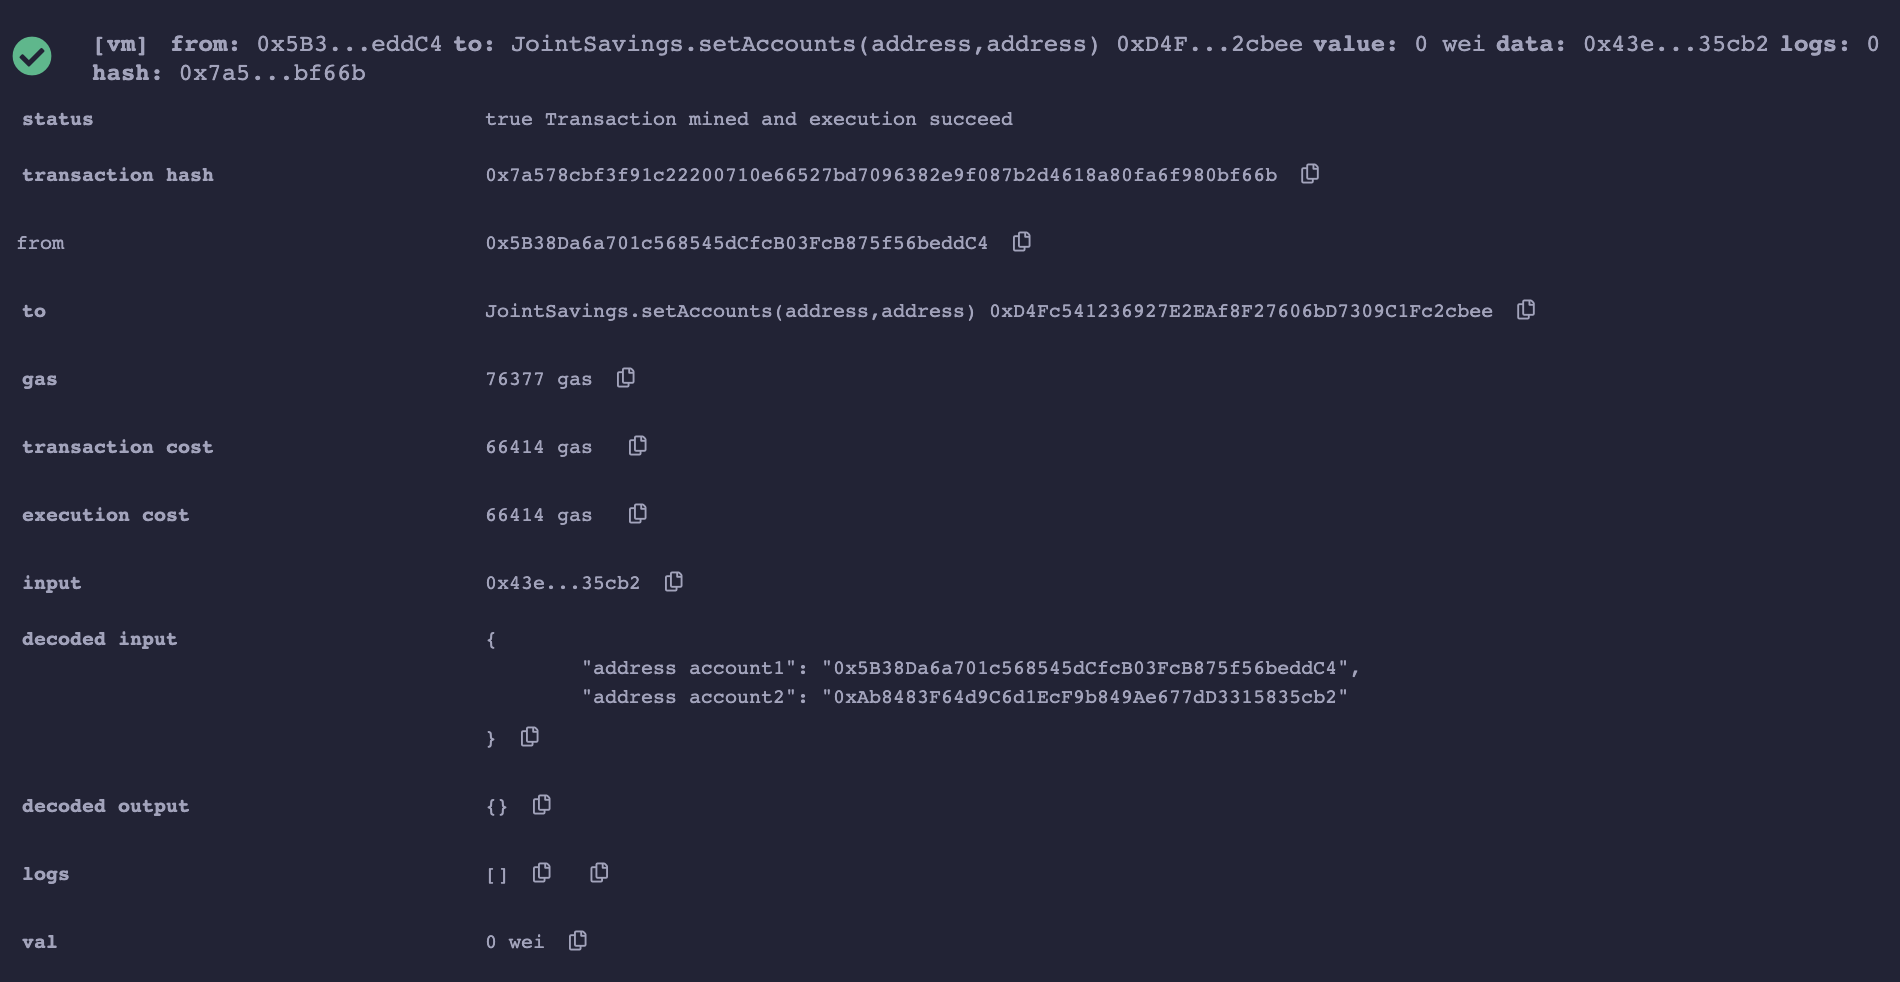 [vm] from: 0x5B3...eddC4 to: JointSavings.setAccounts(address,address) 0xD4F...2cbee value: 0 wei data: 0x43e...35cb2 logs: 0
hash: 0x7a5...bf66b
status true Transaction mined and execution succeed
transaction hash 0x7a578cbf3f91c22200710e66527bd7096382e9f087b2d4618a80fa6f980bf66b
from 0x5B38Da6a701c568545dCfcB03FcB875f56beddC4
to JointSavings.setAccounts(address,address) 0xD4Fc541236927E2EAf8F27606bD7309C1Fc2cbee
gas 76377 gas
transaction cost 66414 gas
execution cost 66414 gas
input 0x43e...35cb2
decoded input {
"address account1": "0x5B38Da6a701c568545dCfcB03FcB875f56beddC4",
"address account2": "0xAb8483F64d9C6d1EcF9b849Ae677dD3315835cb2"
}
decoded output {}
logs []
val 0 wei